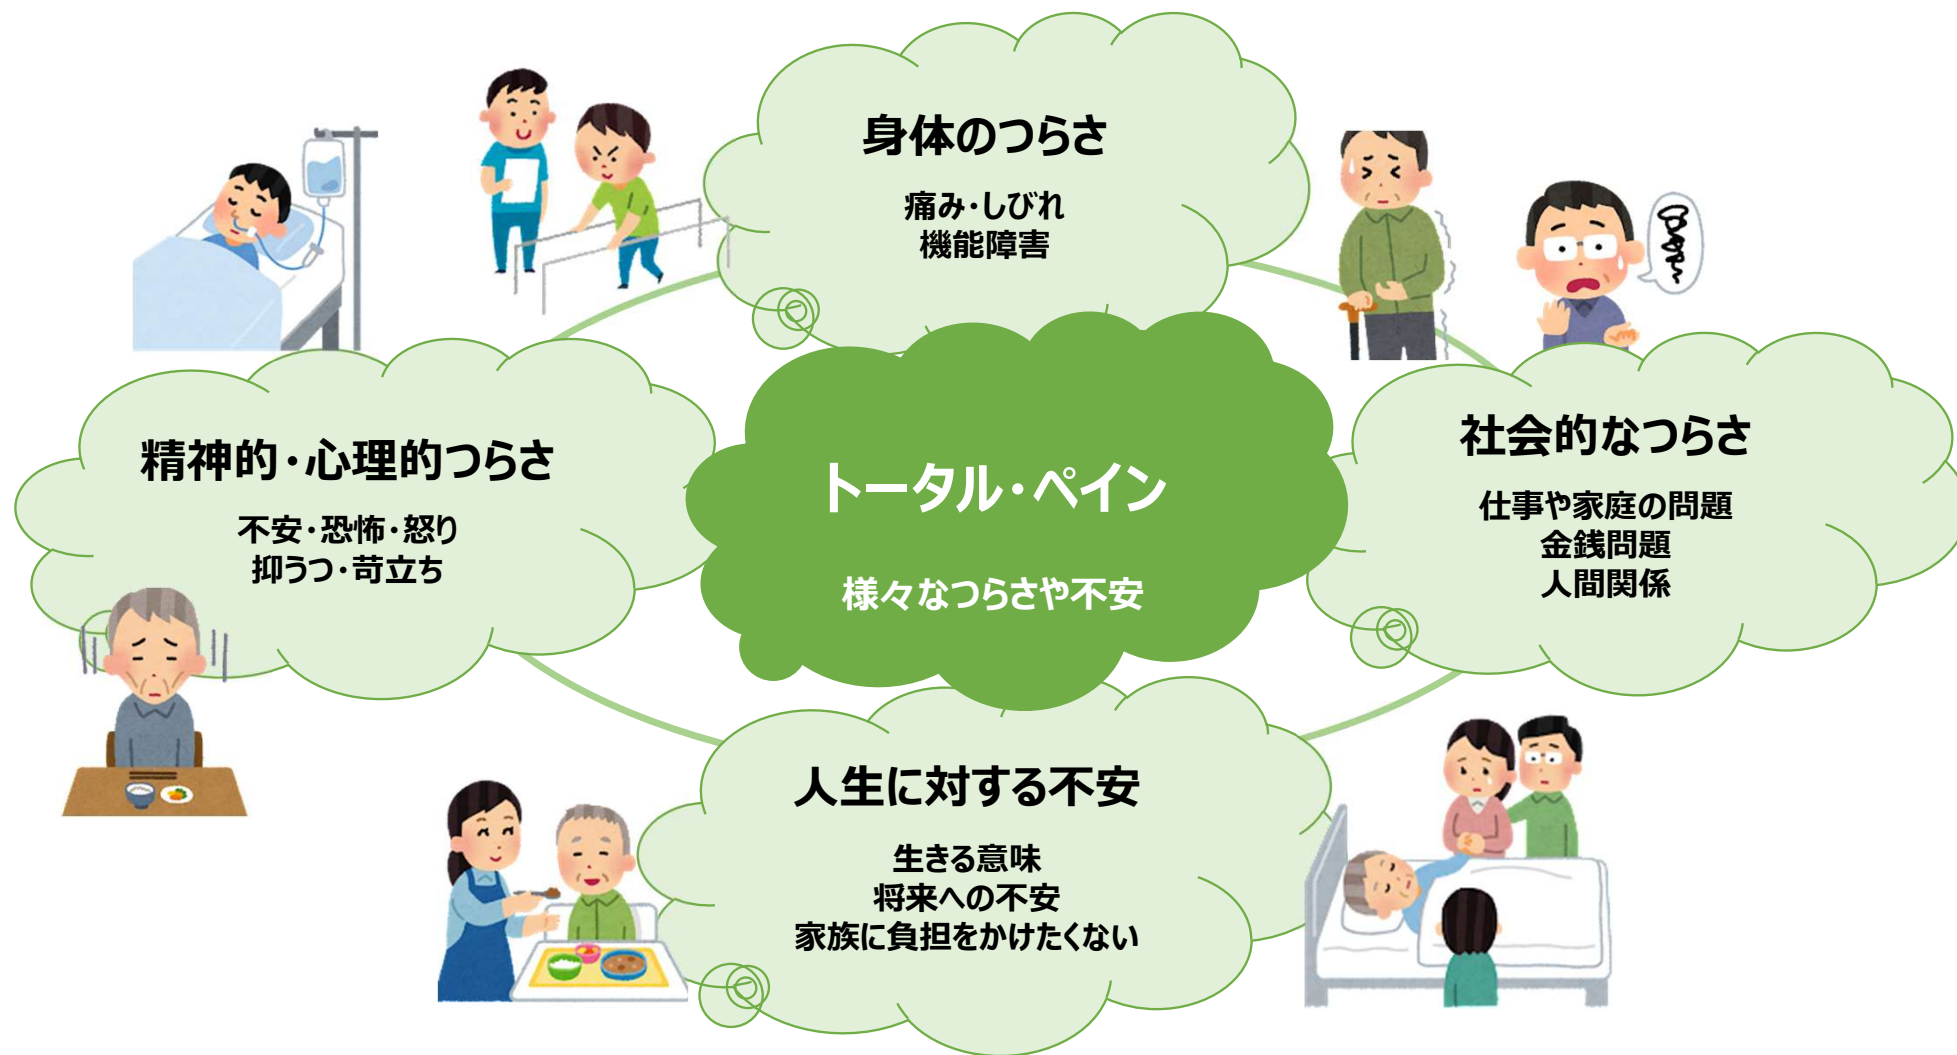 身体のつらさ
痛み・しびれ
機能障害
精神的・心理的つらさ
不安・恐怖・怒り
抑うつ・苛立ち
トータル・ペイン
様々なつらさや不安
社会的なつらさ
仕事や家庭の問題
金銭問題
人間関係
人生に対する不安
生きる意味
将来への不安
家族に負担をかけたくない